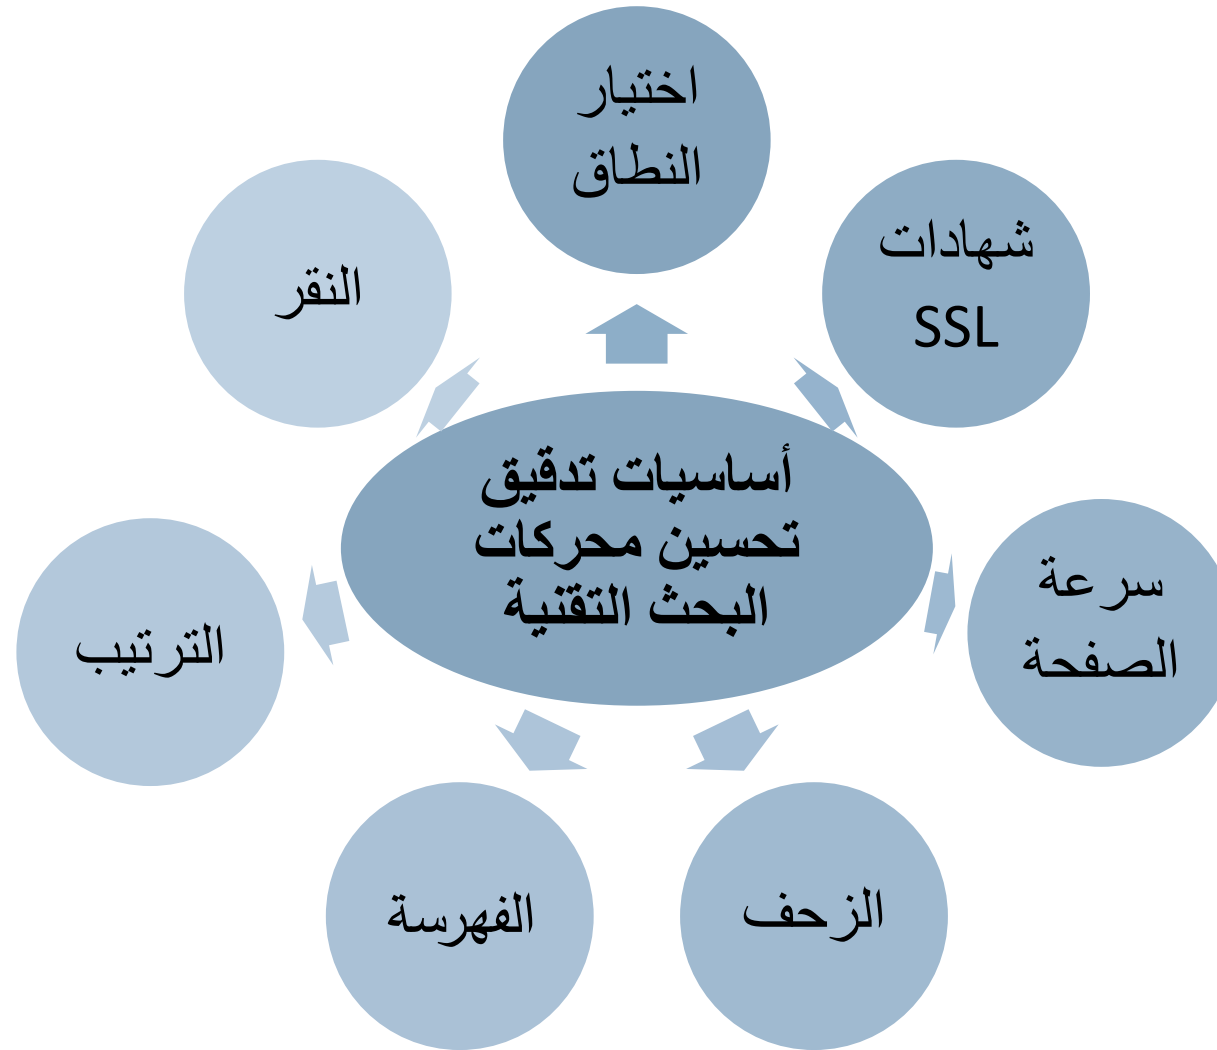 أساسيات تدقيق
تحسين محركات
البحث التقنية
اختيار
النطاق
شهادات
SSL
سرعة
الصفحة
الزحف
الفهرسة
الترتيب
النقر